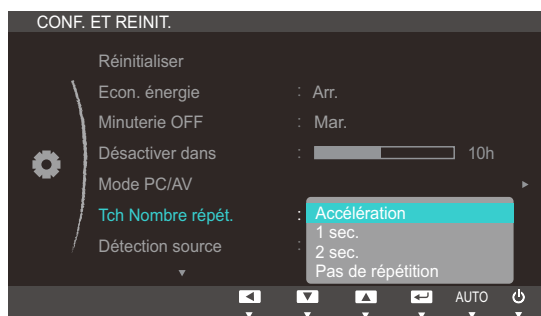 CONF. ET REINIT.
Réinitialiser
Econ. énergie : Arr.
Minuterie OFF : Mar.
Désactiver dans : 10h
Mode PC/AV
Tch Nombre répét. : Accélération
1 sec.
Détection source : 2 sec.
Pas de répétition
AUTO